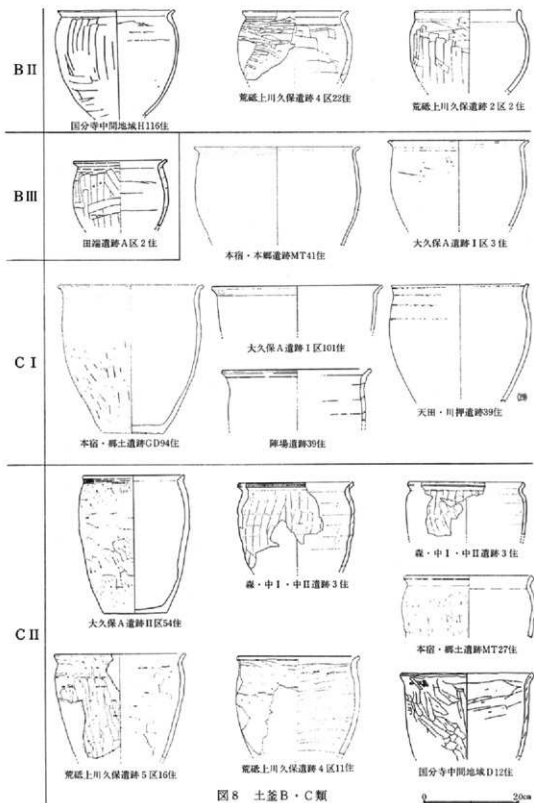 BⅡ
国分寺中間地域H116住
荒砥上川久保遺跡4区22住
荒砥上川久保遺跡2区2住
BⅢ
田端遺跡A区2住
本宿・本郷遺跡MT41住
大久保A遺跡Ⅰ区3住
CⅠ
本宿・郷土遺跡GD94住
大久保A遺跡Ⅰ区101住
陣場遺跡39住
天田・川押遺跡39住
CⅡ
大久保A遺跡Ⅱ区54住
森・中Ⅰ・中Ⅱ遺跡3住
森・中Ⅰ・中Ⅱ遺跡3住
本宿・郷土遺跡MT27住
荒砥上川久保遺跡5区16住
荒砥上川久保遺跡4区11住
国分寺中間地域D12住
図8 土釜B・C類
0 20cm